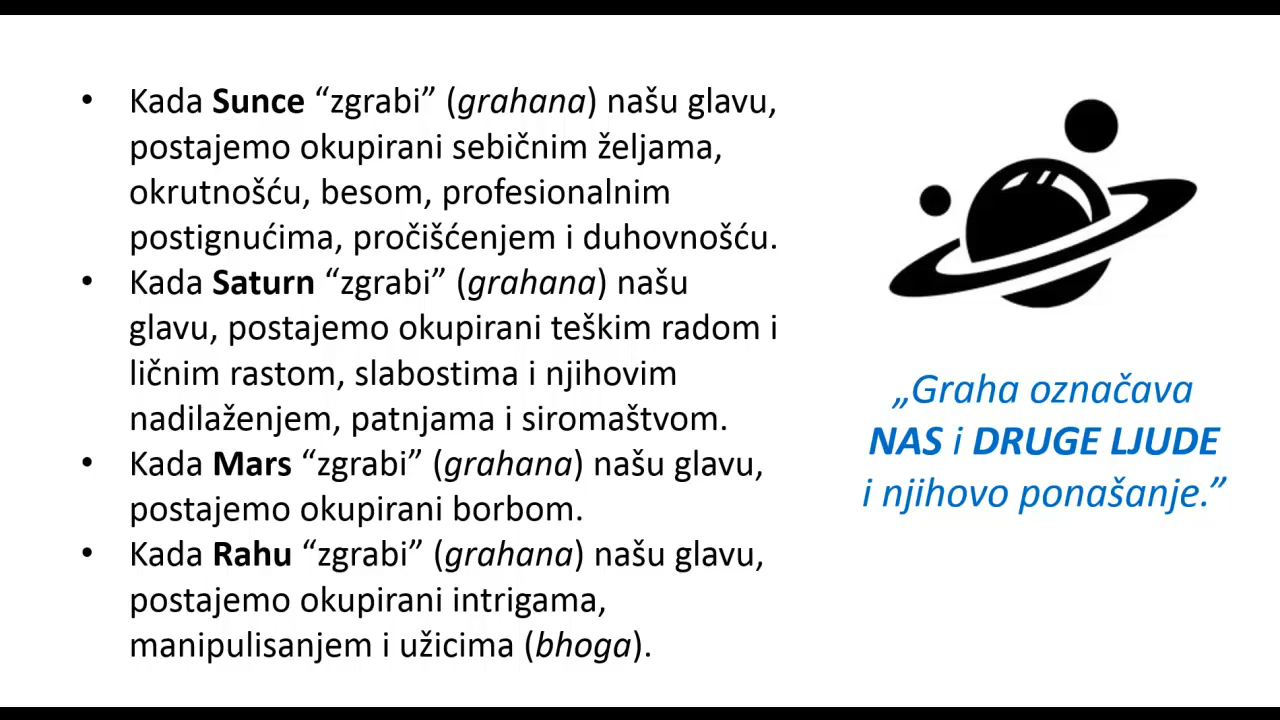 • Kada Sunce “zgrabi” (grahana) našu glavu,
postajemo okupirani sebičnim željama,
okrutnošću, besom, profesionalnim
postignućima, pročišćenjem i duhovnošću.
• Kada Saturn “zgrabi” (grahana) našu
glavu, postajemo okupirani teškim radom i
ličnim rastom, slabostima i njihovim
nadilaženjem, patnjama i siromaštvom.
• Kada Mars “zgrabi” (grahana) našu glavu,
postajemo okupirani borbom.
• Kada Rahu “zgrabi” (grahana) našu glavu,
postajemo okupirani intrigama,
manipulisanjem i užicima (bhoga).
„Graha označava
NAS i DRUGE LJUDE
i njihovo ponašanje.”